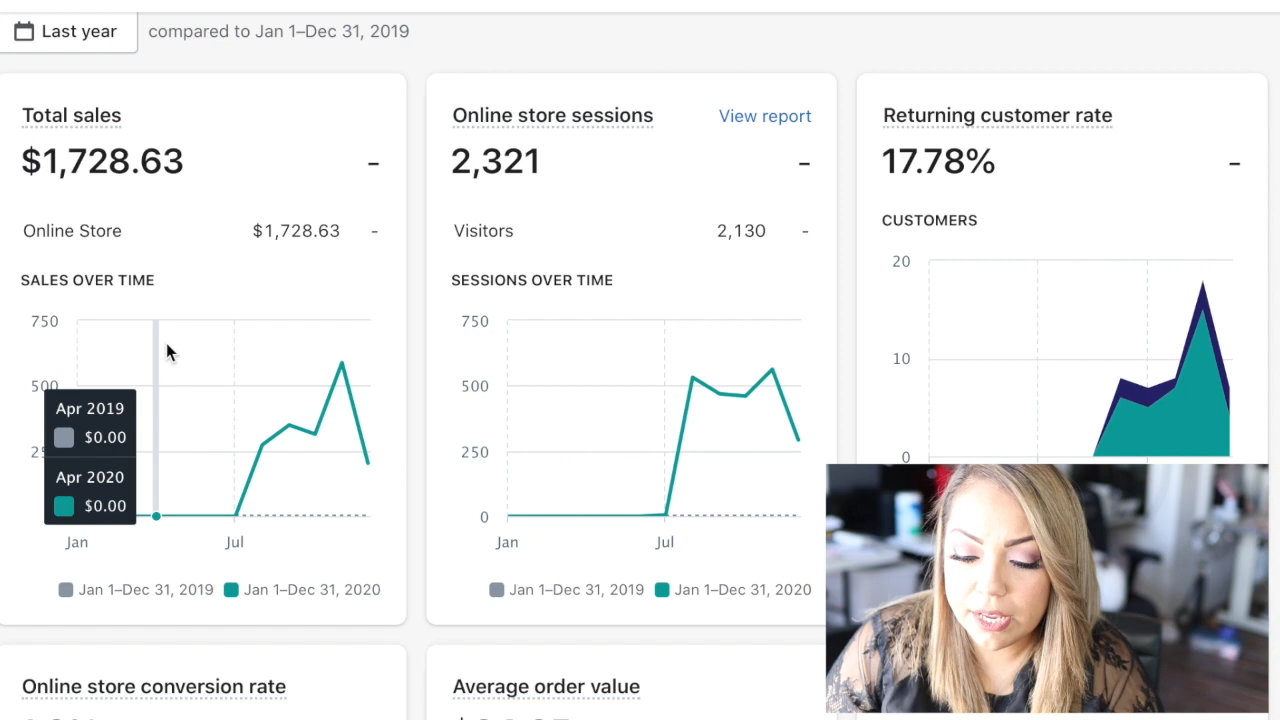 Last year compared to Jan 1–Dec 31, 2019
Total sales
$1,728.63 -
Online Store $1,728.63 -
SALES OVER TIME
750
500
Apr 2019
$0.00
Apr 2020
$0.00
Jan Jul
Jan 1–Dec 31, 2019 Jan 1–Dec 31, 2020
Online store sessions View report
2,321 -
Visitors 2,130 -
SESSIONS OVER TIME
750
500
250
0
Jan Jul
Jan 1–Dec 31, 2019 Jan 1–Dec 31, 2020
Returning customer rate
17.78% -
CUSTOMERS
20
10
0
Online store conversion rate
Average order value